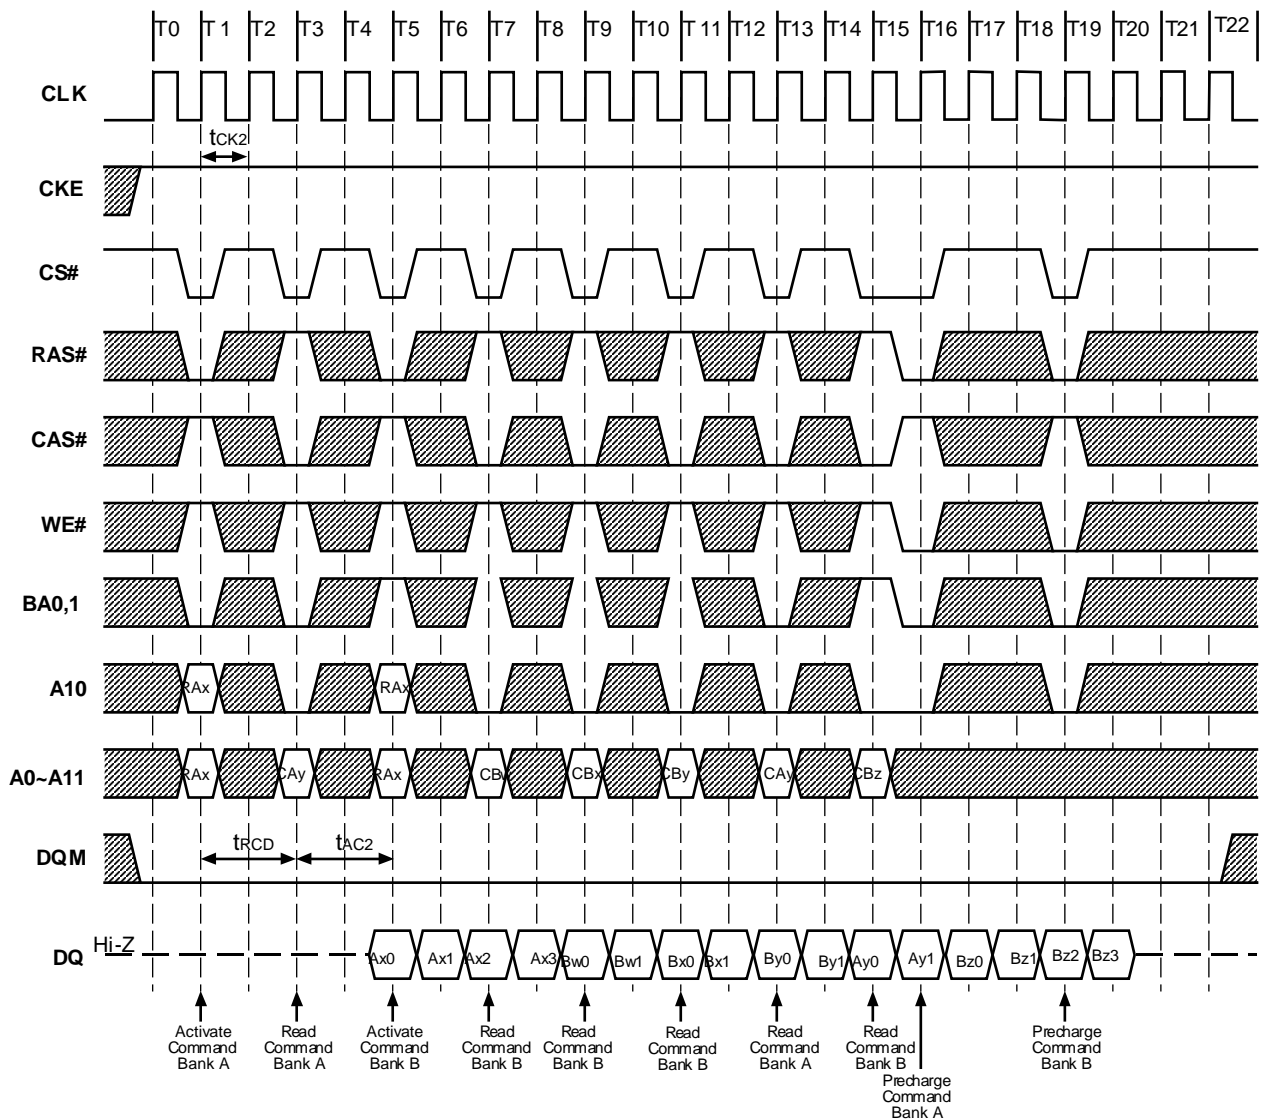 T0 T 1 T2 T3 T4 T5 T6 T7 T8 T9 T10 T 11 T12 T13 T14 T15 T16 T17 T18 T19 T20 T21 T22
CLK
tCK2
CKE
CS#
RAS#
CAS#
WE#
BA0,1
A10
RAx RAx
A0~A11
RAx CAy RAx CBx CBy CAy CBz
DQM
tRCD tAC2
DQ
Hi-Z
Ax0 Ax1 Ax2 Ax3 Bw0 Bw1 Bx0 Bx1 By0 By1 Ay0 Ay1 Bz0 Bz1 Bz2 Bz3
Activate
Command
Bank A
Read
Command
Bank A
Activate
Command
Bank B
Read
Command
Bank B
Read
Command
Bank B
Read
Command
Bank B
Read
Command
Bank A
Read
Command
Bank B
Precharge
Command
Bank A
Precharge
Command
Bank B